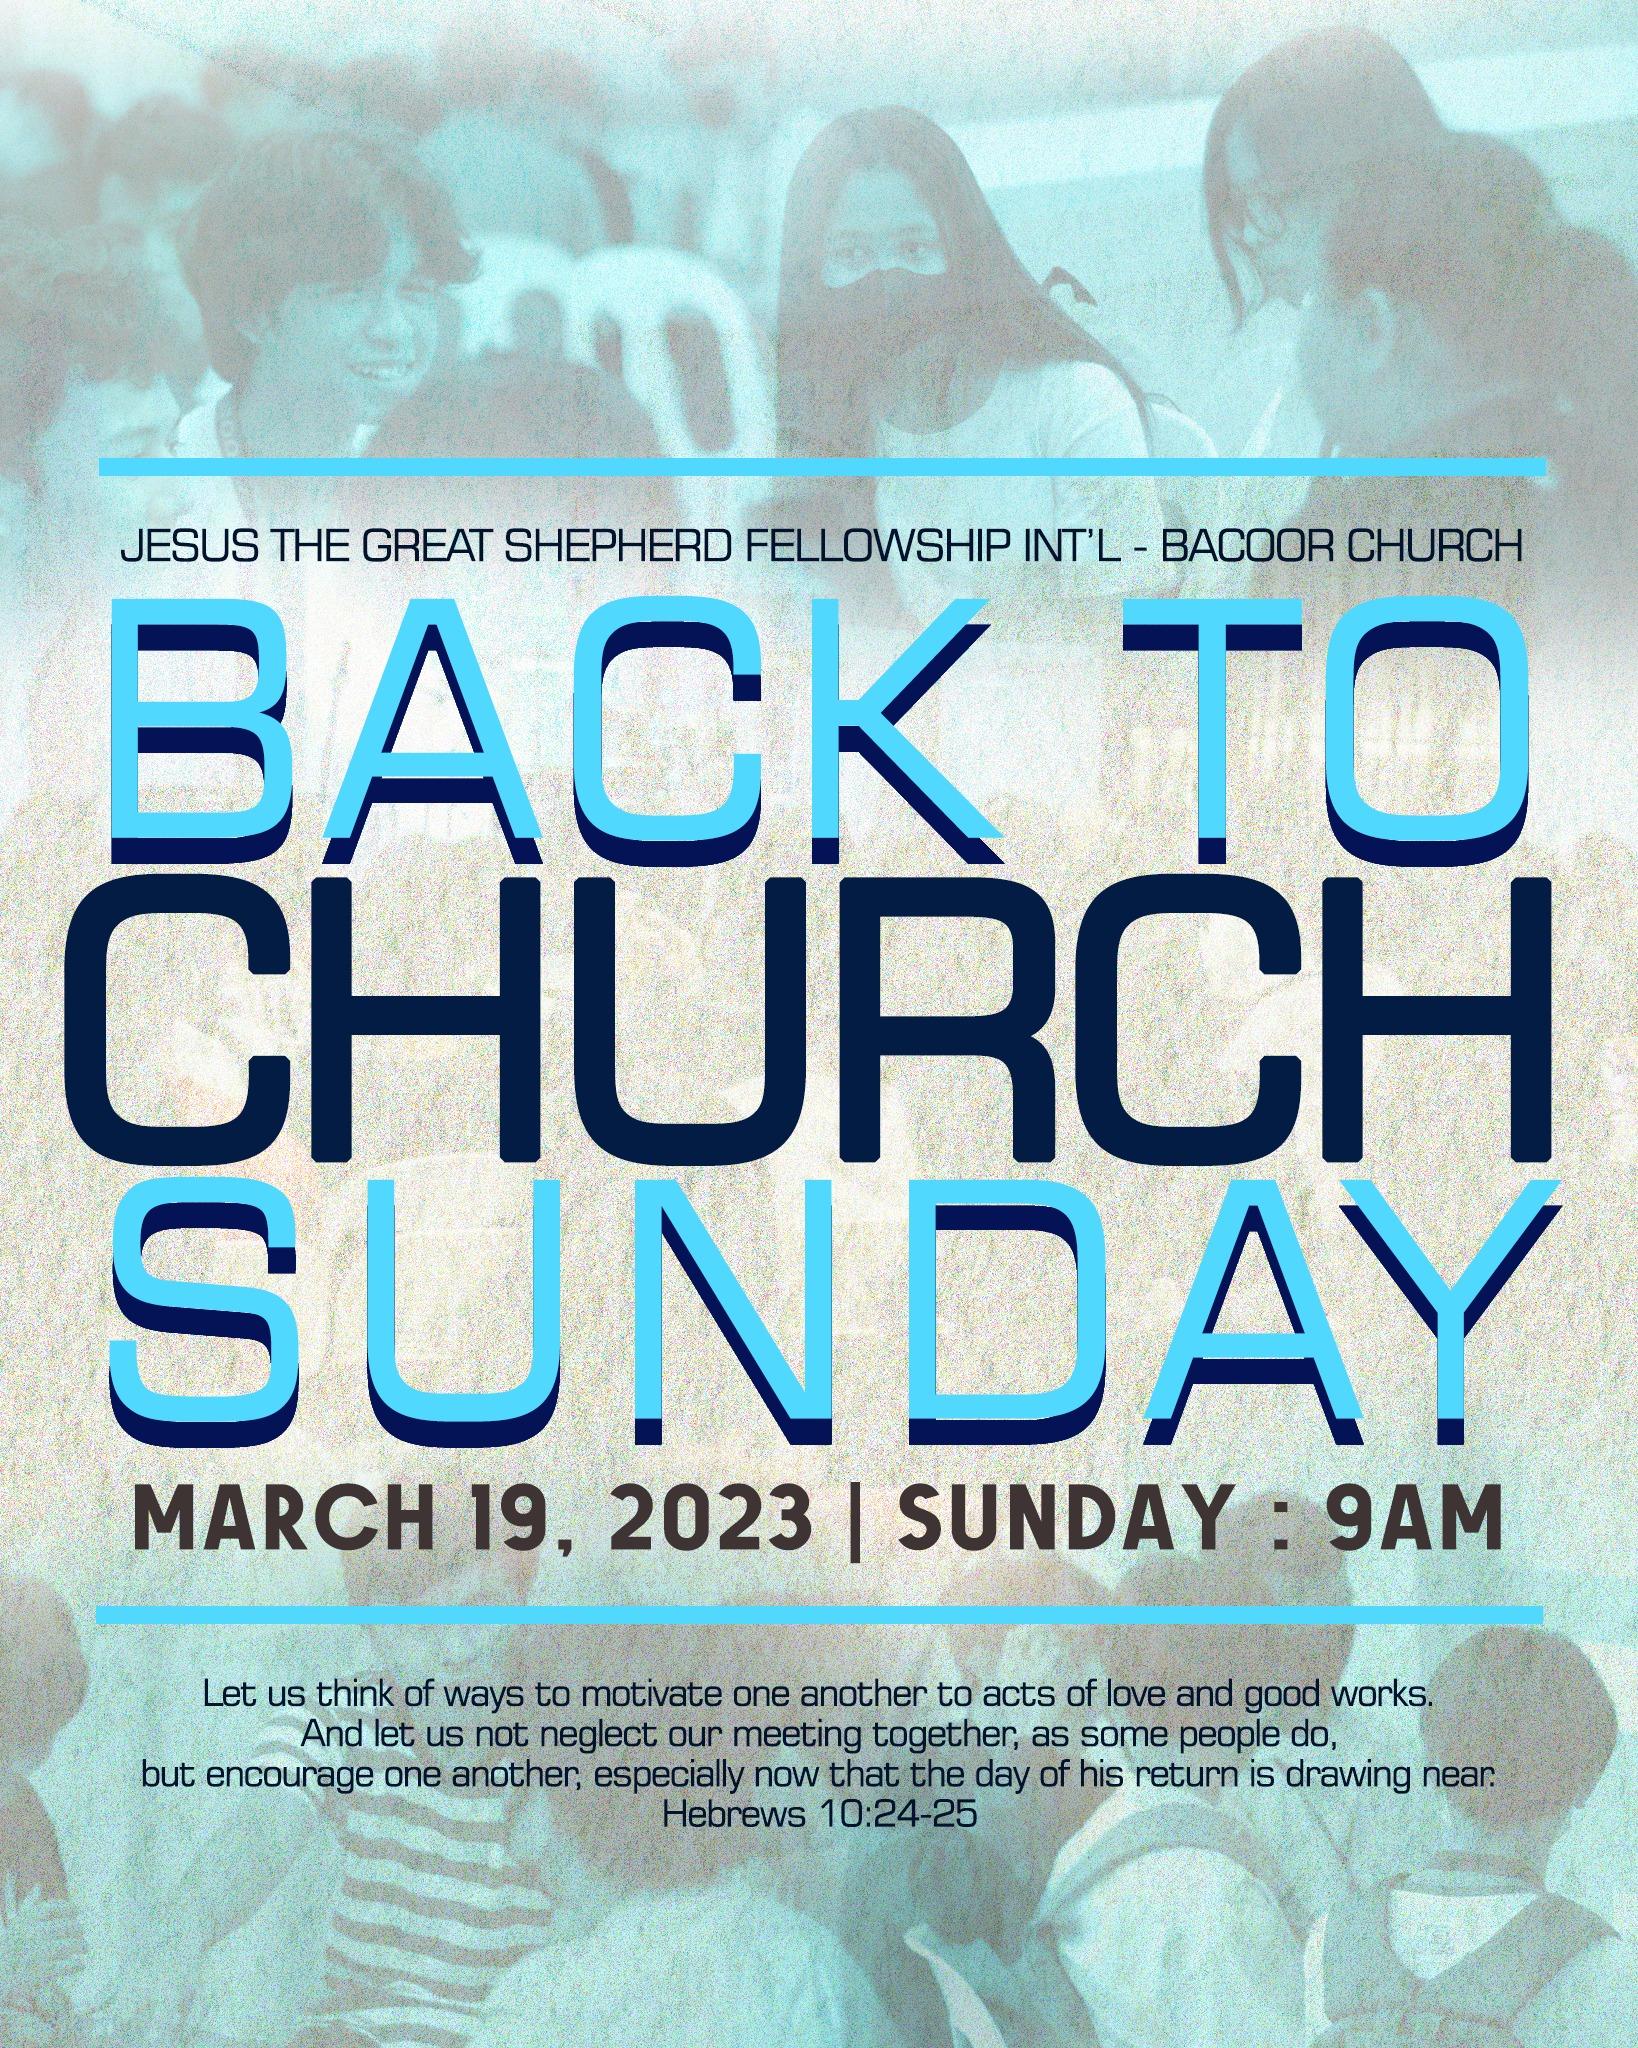 JESUS THE GREAT SHEPHERD FELLOWSHIP INT'L - BACOOR CHURCH
BACK TO
CHURCH
SUNDAY
MARCH 19, 2023 | SUNDAY : 9AM
Let us think of ways to motivate one another to acts of love and good works.
And let us not neglect our meeting together, as some people do,
but encourage one another, especially now that the day of his return is drawing near.
Hebrews 10:24-25